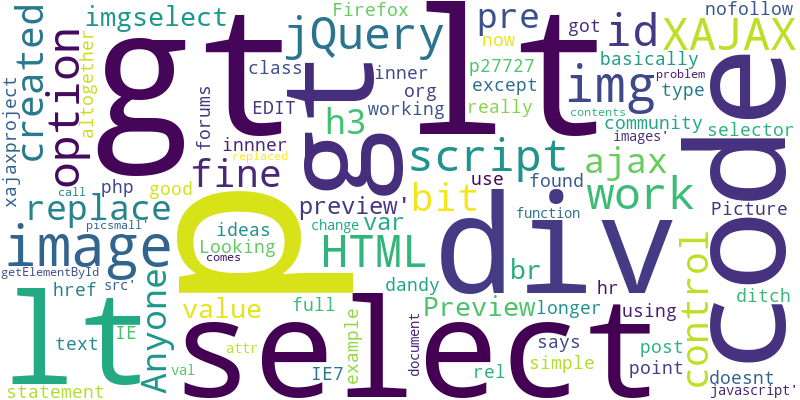 imgselect
Firefox
pre
nofollow
created
option
altogether
gt
jQuery
lt
now
got
id
XAJAX
class
inner
p27727
basically
img
problem
xajaxproject
forums
EDIT
org
working
except
really
type
contents
h3
innner
gt
community
images'
selector
code
replaced
fine
script
ajax
php
good
call
preview'
bit
use
found
work
Picture
replace
picsmall'
p
ideas
Looking
comes
change
var
function
image
HTML
div
control
getElementById
href
src'
Anyone
dandy
br
hr
ditch
lt
value
full
Preview
longer
using
text
IE
attr
select
example
document
says
post
val
IE7
rel
simple
point
doesnt
statement
javascript'